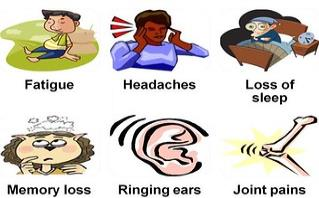 Fatigue
Headaches
Loss of
sleep
Memory loss
Ringing ears
Joint pains